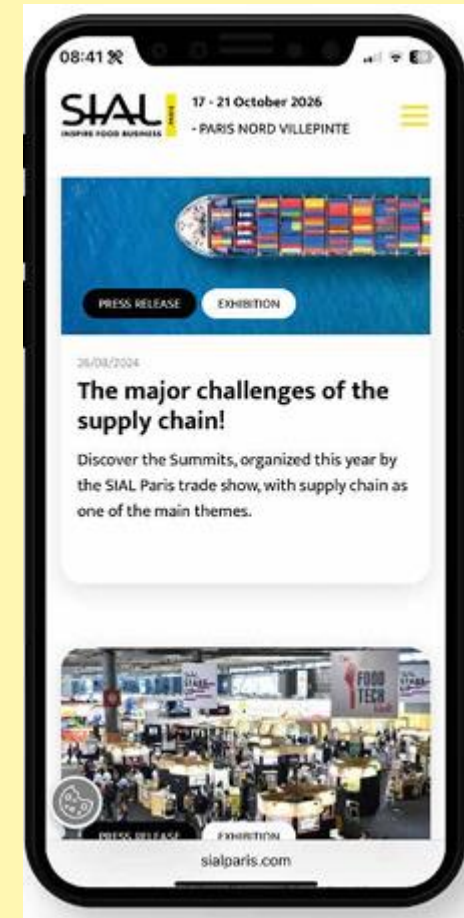 08:41
SIAL
PARIS
INSPIRE FOOD BUSINESS
17 - 21 October 2026
- PARIS NORD VILLEPINTE
PRESS RELEASE
EXHIBITION
26/08/2024
The major challenges of the
supply chain!
Discover the Summits, organized this year by
the SIAL Paris trade show, with supply chain as
one of the main themes.
FOOD
TECH
PRESS RELEASE
EXHIBITION
sialparis.com